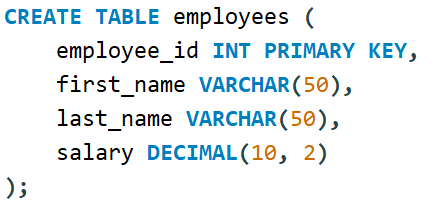 CREATE TABLE employees (
    employee_id INT PRIMARY KEY,
    first_name VARCHAR(50),
    last_name VARCHAR(50),
    salary DECIMAL(10, 2)
);